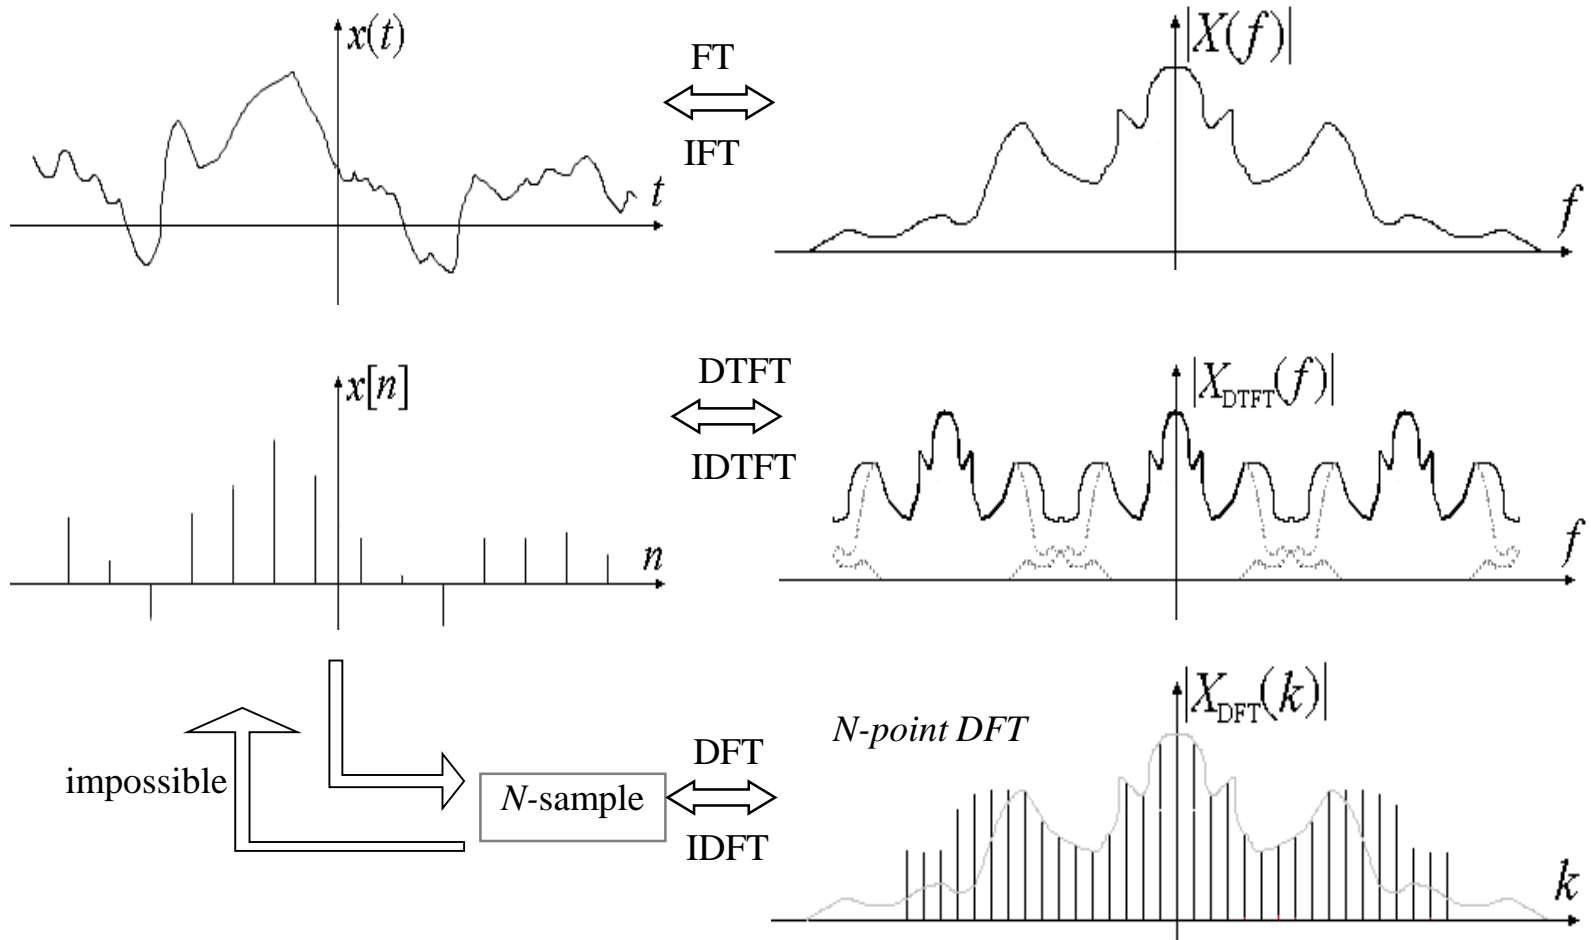 x(t)
t
FT
IFT
|X(f)|
f
x[n]
n
DTFT
IDTFT
|X_DTFT(f)|
f
impossible
N-sample
DFT
IDFT
N-point DFT
|X_DFT(k)|
k